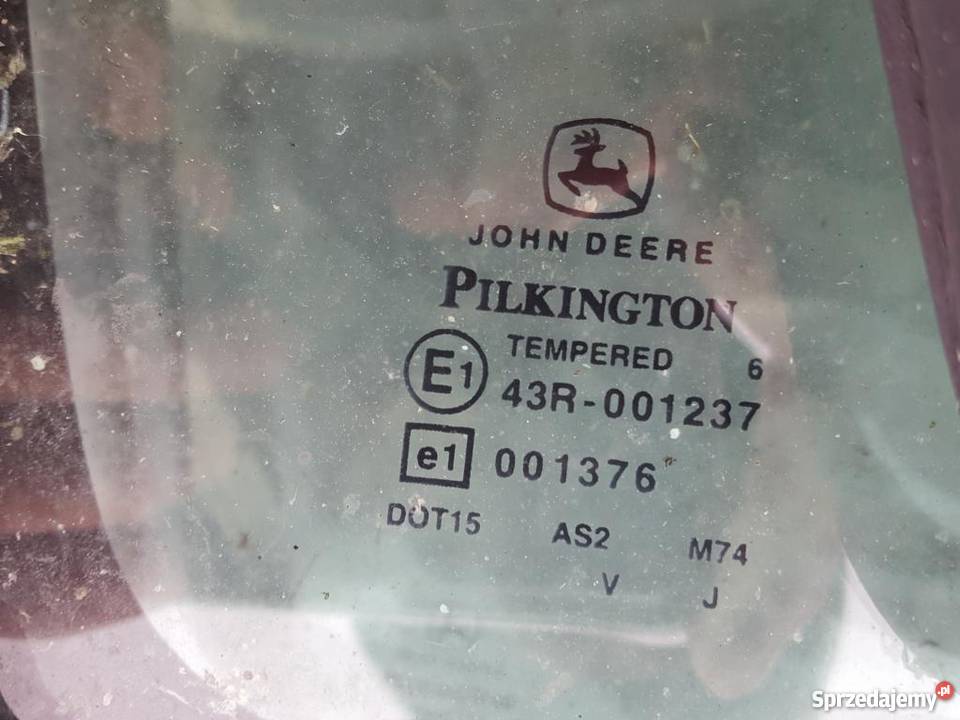 JOHN DEERE
PILKINGTON
TEMPERED 6
E1 43R-001237
e1 001376
DOT15 AS2 M74
V J
Sprzedajemy.pl